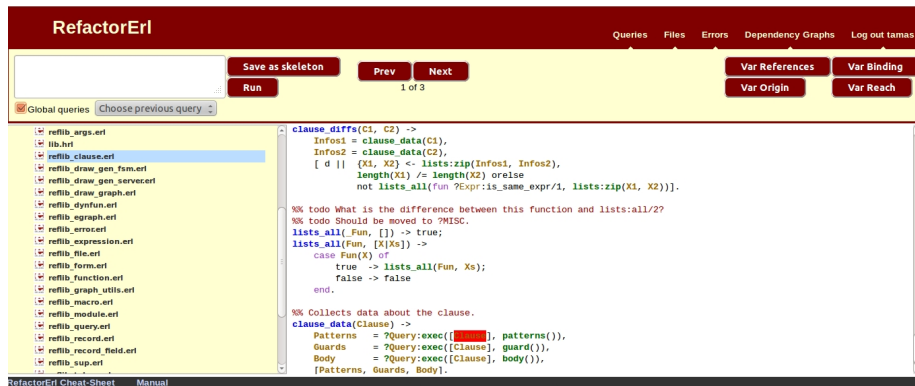 RefactorErl
Queries Files Errors Dependency Graphs Log out tamas
Save as skeleton
Prev Next
Var References Var Binding
Run
1 of 3
Var Origin Var Reach
Global queries Choose previous query
reflib_args.erl
lib.hrl
reflib_clause.erl
reflib_draw_gen_fsm.erl
reflib_draw_gen_server.erl
reflib_draw_graph.erl
reflib_dynfun.erl
reflib_egraph.erl
reflib_error.erl
reflib_expression.erl
reflib_file.erl
reflib_form.erl
reflib_function.erl
reflib_graph_utils.erl
reflib_macro.erl
reflib_module.erl
reflib_query.erl
reflib_record.erl
reflib_record_field.erl
reflib_sup.erl
clause_diffs(C1, C2) ->
Infos1 = clause_data(C1),
Infos2 = clause_data(C2),
[ d || {X1, X2} <- lists:zip(Infos1, Infos2),
length(X1) /= length(X2) orelse
not lists_all(fun ?Expr:is_same_expr/1, lists:zip(X1, X2))].
%% todo What is the difference between this function and lists:all/2?
%% todo Should be moved to ?MISC.
lists_all(_Fun, []) -> true;
lists_all(Fun, [X|Xs]) ->
case Fun(X) of
true -> lists_all(Fun, Xs);
false -> false
end.
%% Collects data about the clause.
clause_data(Clause) ->
Patterns = ?Query:exec([Clause], patterns()),
Guards = ?Query:exec([Clause], guard()),
Body = ?Query:exec([Clause], body()),
[Patterns, Guards, Body].
RefactorErl Cheat-Sheet Manual